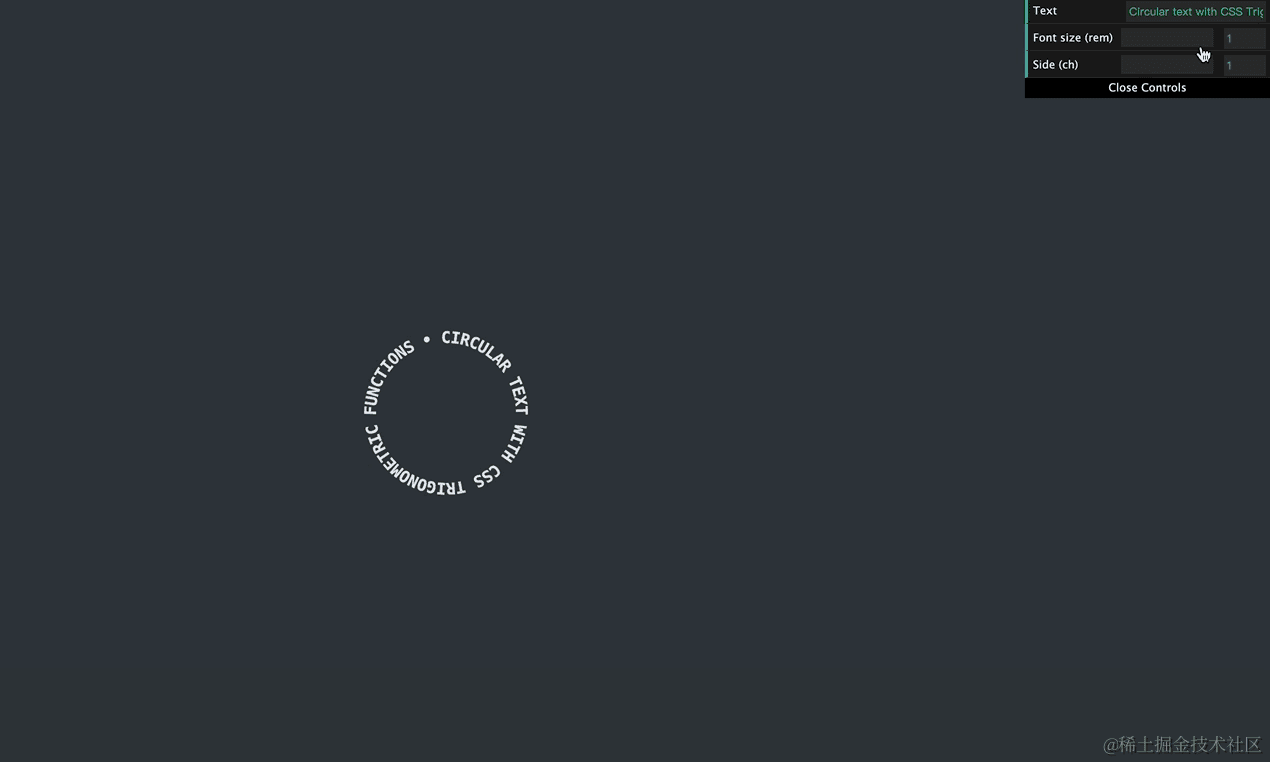 Text Circular text with CSS Trig
Font size (rem) 1
Side (ch) 1
Close Controls
CIRCULAR TEXT WITH CSS TRIGONOMETRIC FUNCTIONS •
@稀土掘金技术社区